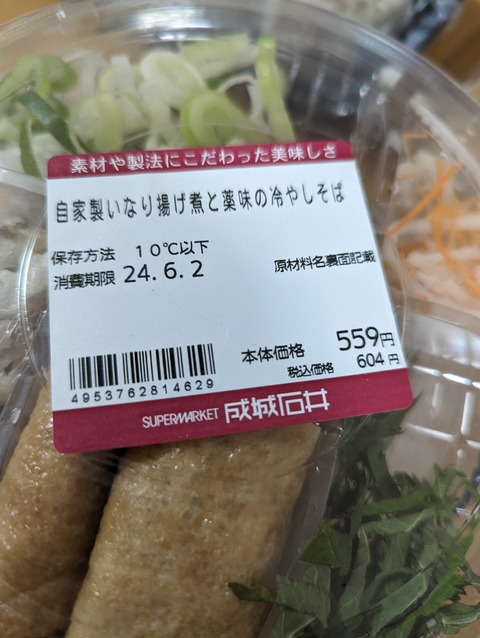 素材や製法にこだわった美味しさ
自家製いなり揚げ煮と薬味の冷やしそば
保存方法 10℃以下
消費期限 24.6.2
原材料名裏面記載
本体価格 559円
税込価格 604円
4953762814629
SUPERMARKET 成城石井